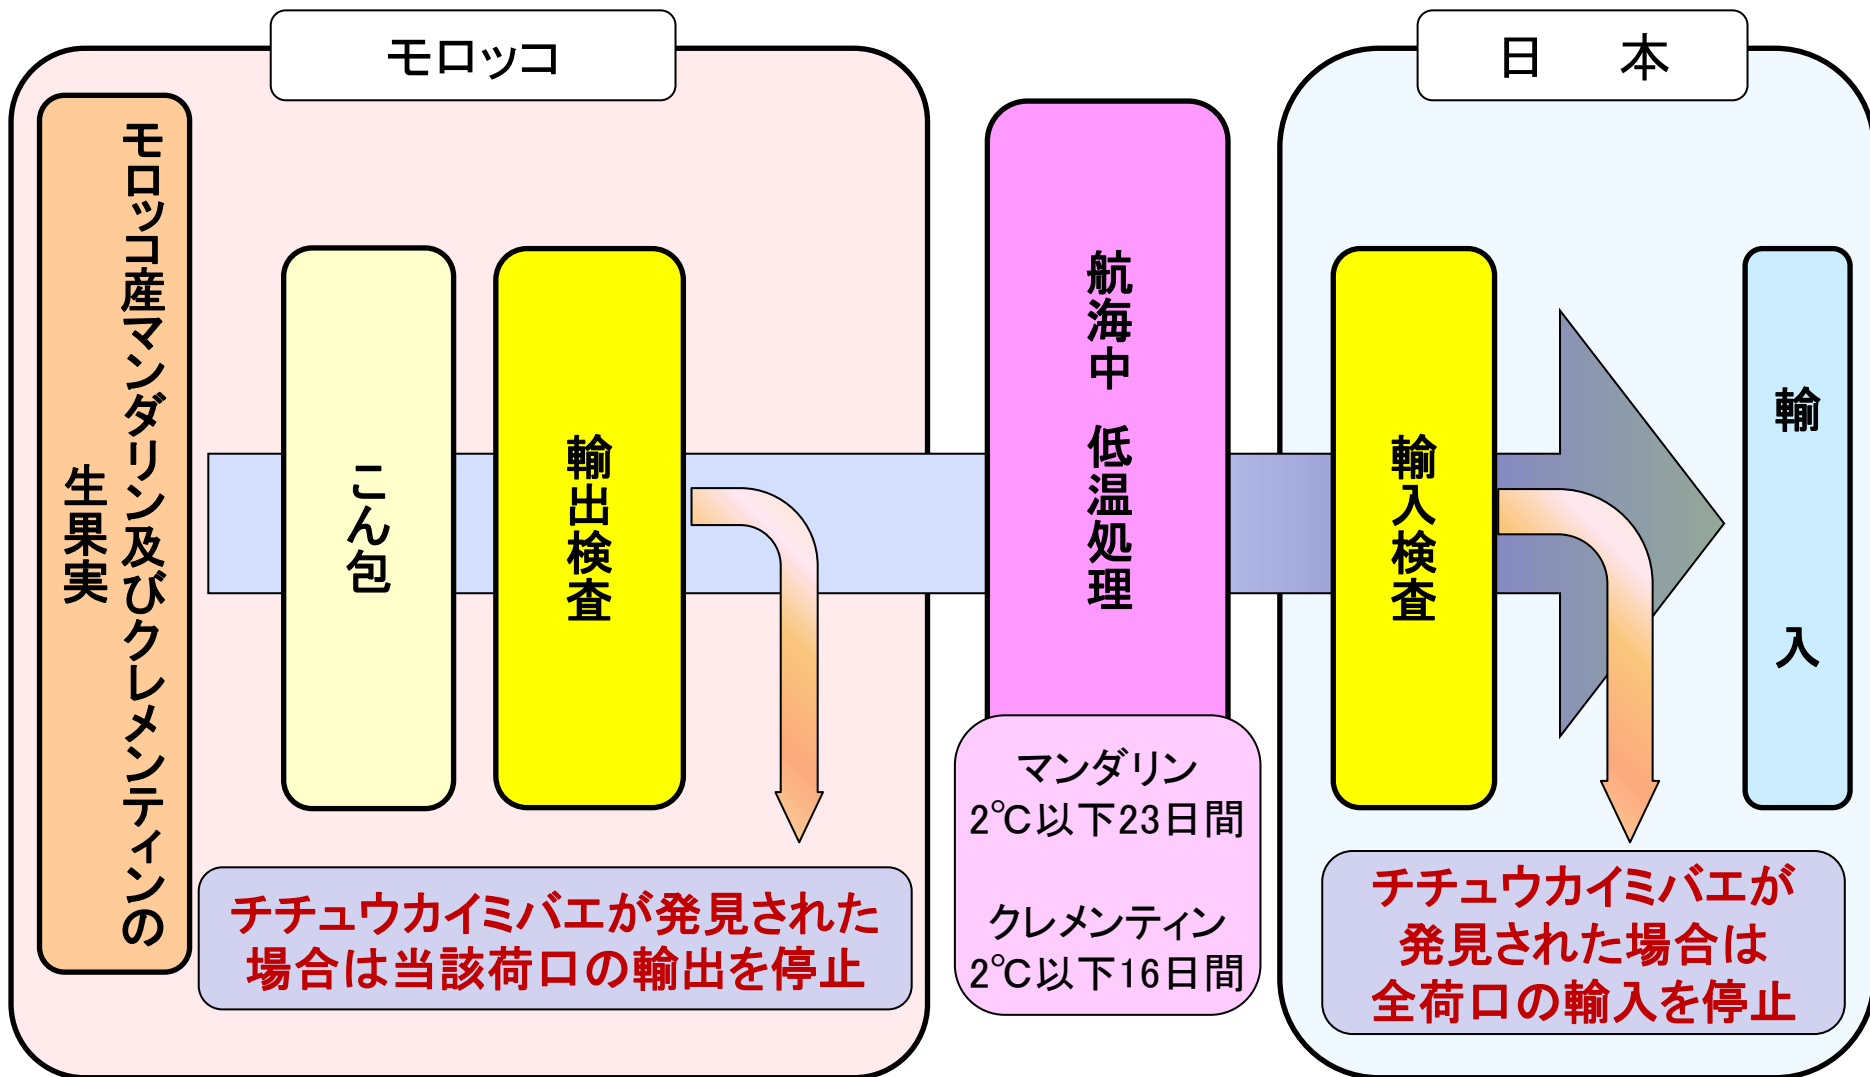 モロッコ
日　本
モロッコ産マンダリン及びクレメンティンの
生果実
こん包
輸出検査
航海中 低温処理
輸入検査
輸　入
マンダリン
2℃以下23日間
クレメンティン
2℃以下16日間
チチュウカイミバエが発見された
場合は当該荷口の輸出を停止
チチュウカイミバエが
発見された場合は
全荷口の輸入を停止